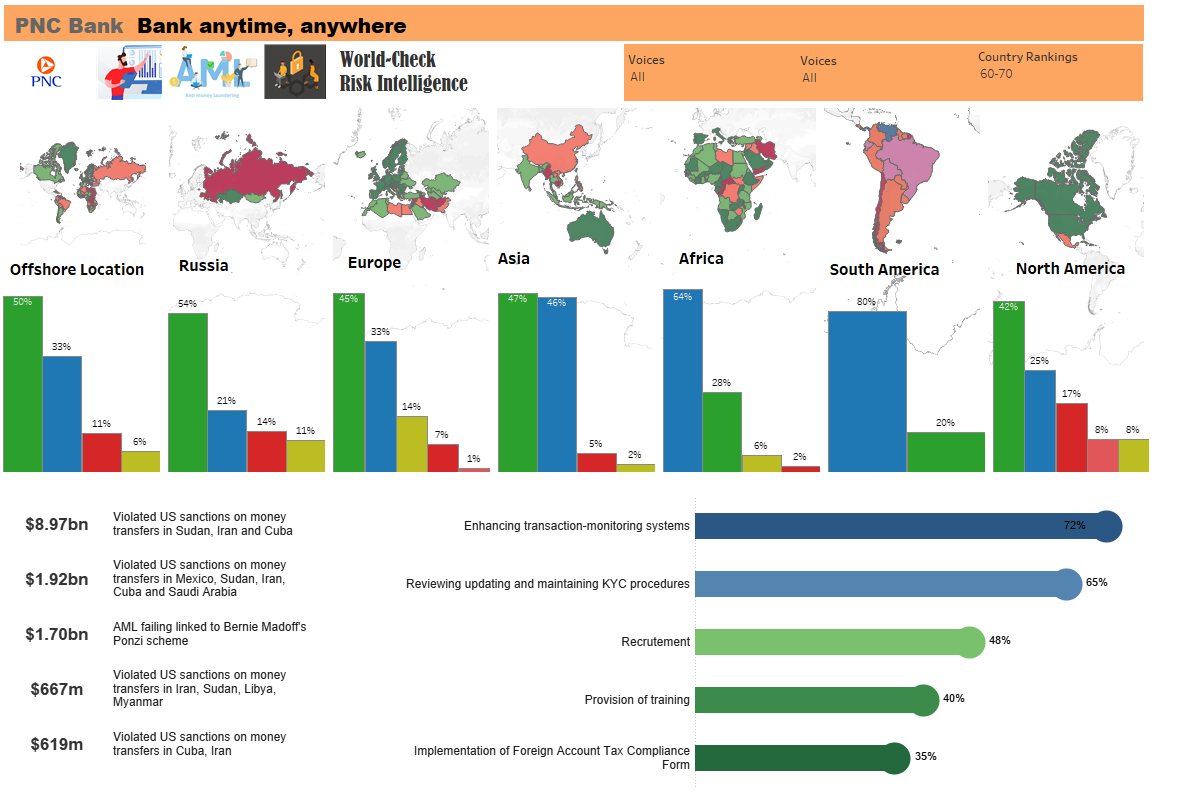 PNC Bank Bank anytime, anywhere
PNC
AML
Anti money laundering
World-Check
Risk Intelligence
Voices
All
Voices
All
Country Rankings
60-70
Offshore Location
Russia
Europe
Asia
Africa
South America
North America
50%
33%
11%
6%
54%
21%
14%
11%
45%
33%
14%
7%
1%
47%
46%
5%
2%
64%
28%
6%
2%
80%
20%
42%
25%
17%
8%
8%
$8.97bn
Violated US sanctions on money
transfers in Sudan, Iran and Cuba
$1.92bn
Violated US sanctions on money
transfers in Mexico, Sudan, Iran,
Cuba and Saudi Arabia
$1.70bn
AML failing linked to Bernie Madoff's
Ponzi scheme
$667m
Violated US sanctions on money
transfers in Iran, Sudan, Libya,
Myanmar
$619m
Violated US sanctions on money
transfers in Cuba, Iran
Enhancing transaction-monitoring systems
72%
Reviewing updating and maintaining KYC procedures
65%
Recrutement
48%
Provision of training
40%
Implementation of Foreign Account Tax Compliance
Form
35%